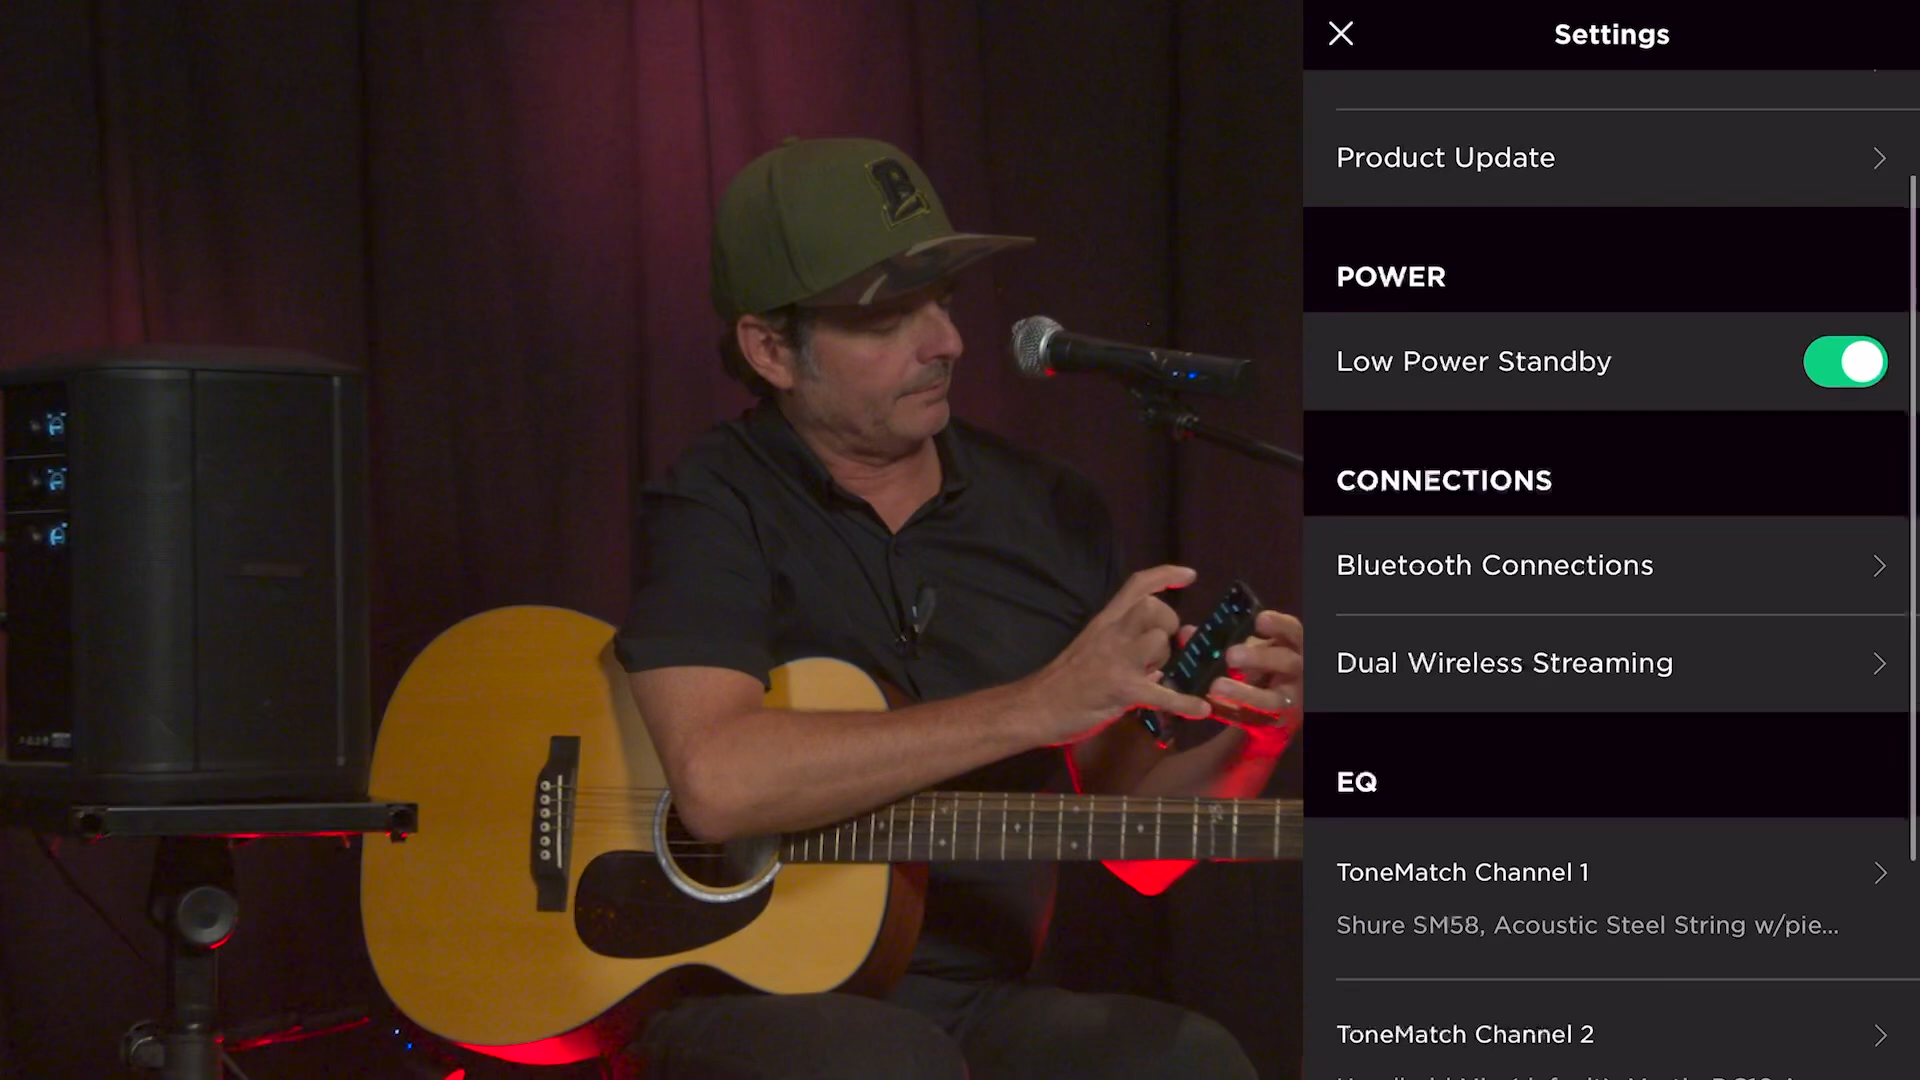 Settings
Product Update
POWER
Low Power Standby
CONNECTIONS
Bluetooth Connections
Dual Wireless Streaming
EQ
ToneMatch Channel 1
Shure SM58, Acoustic Steel String w/pie...
ToneMatch Channel 2